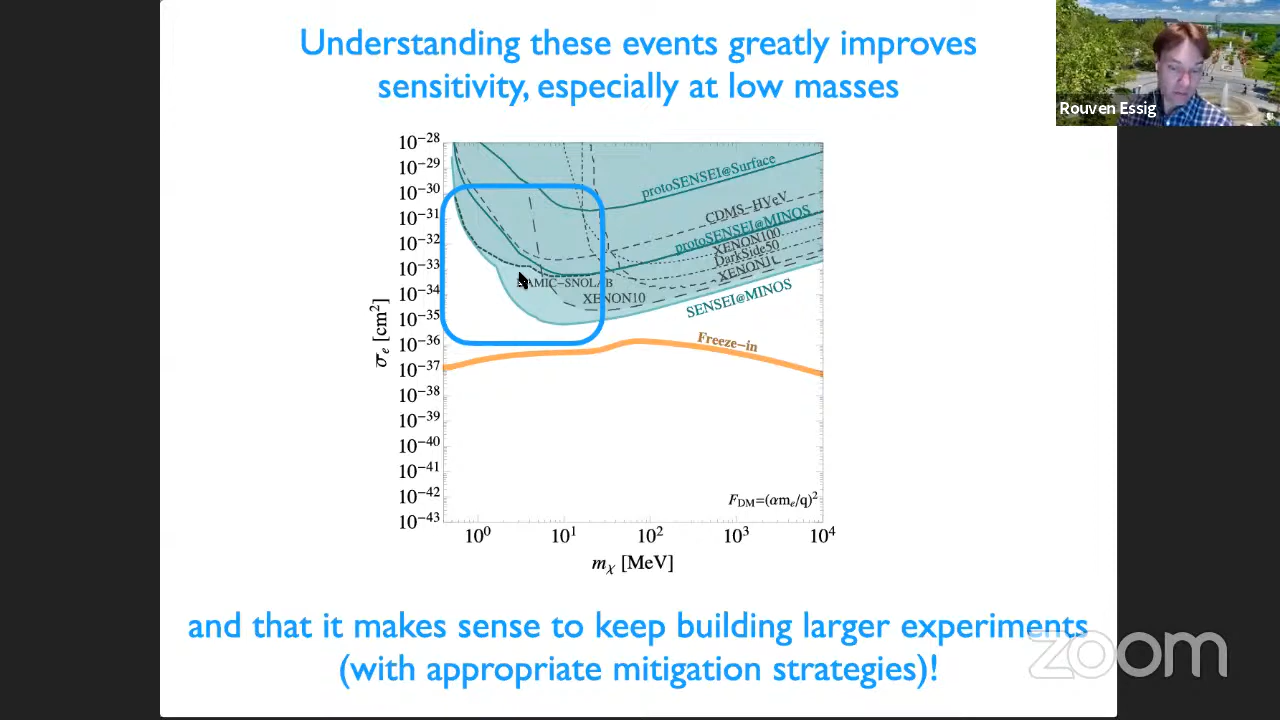 Understanding these events greatly improves
sensitivity, especially at low masses
Rouven Essig
10^-28
10^-29
10^-30
10^-31
10^-32
10^-33
10^-34
10^-35
10^-36
10^-37
10^-38
10^-39
10^-40
10^-41
10^-42
10^-43
σ̄e [cm²]
protoSENSEI@Surface
CDMS-HVeV
protoSENSEI@MINOS
XENON100
DarkSide50
XENON1t
DAMIC-SNOLAB
XENON10
SENSEI@MINOS
Freeze-in
F_DM=(αm_e/q)²
10⁰ 10¹ 10² 10³ 10⁴
mχ [MeV]
and that it makes sense to keep building larger experiments
(with appropriate mitigation strategies)!
zoom